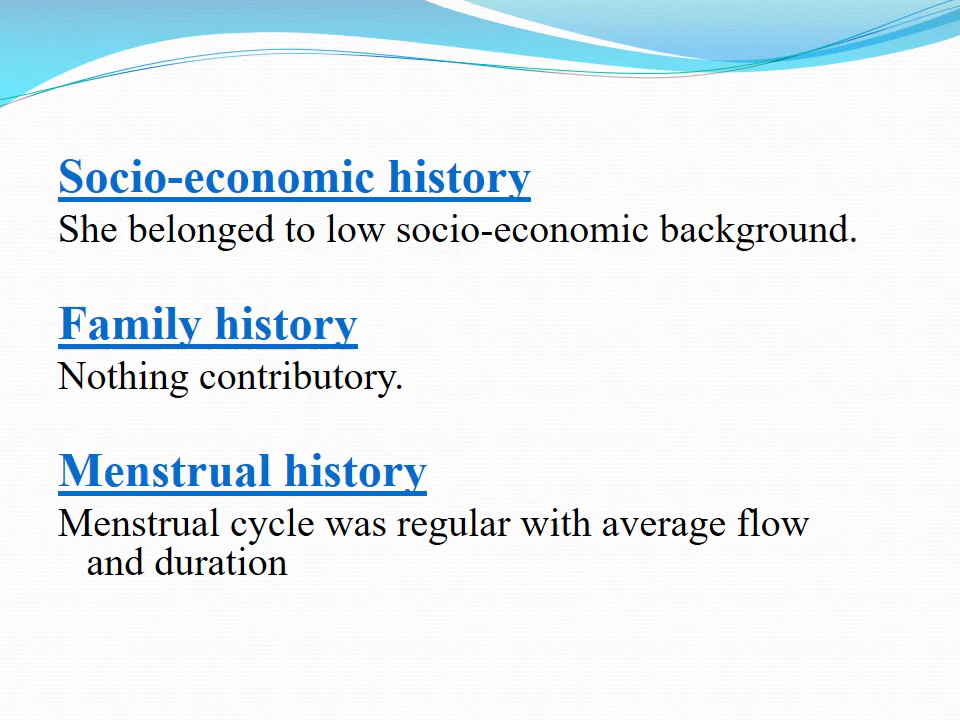 Socio-economic history
She belonged to low socio-economic background.
Family history
Nothing contributory.
Menstrual history
Menstrual cycle was regular with average flow
and duration